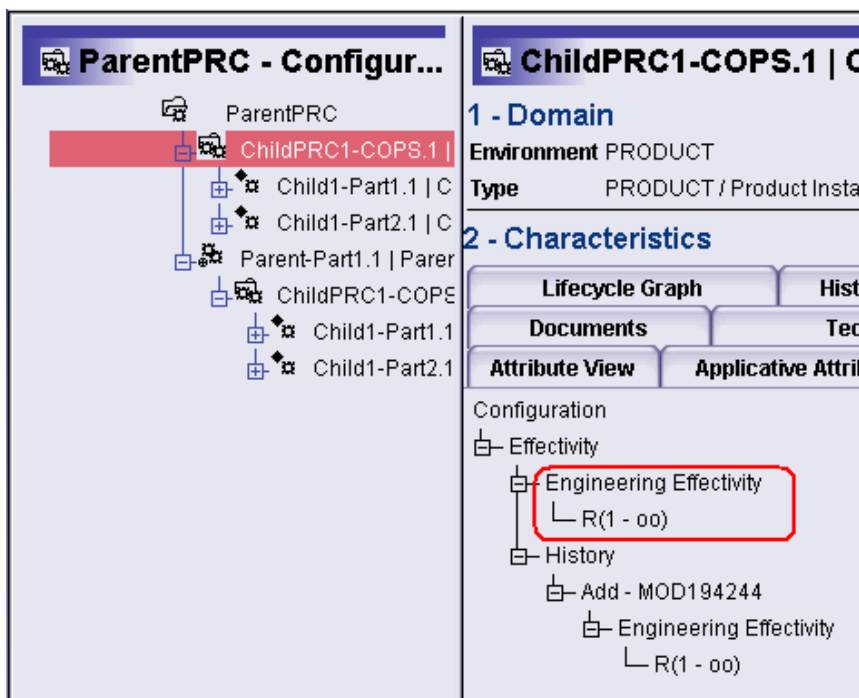 ParentPRC - Configur...
ParentPRC
ChildPRC1-COPS.1 |
Child1-Part1.1 | C
Child1-Part2.1 | C
Parent-Part1.1 | Parer
ChildPRC1-COPS
Child1-Part1.1
Child1-Part2.1
ChildPRC1-COPS.1 | C
1 - Domain
Environment PRODUCT
Type PRODUCT / Product Insta
2 - Characteristics
Lifecycle Graph Hist
Documents Tec
Attribute View Applicative Attril
Configuration
Effectivity
Engineering Effectivity
R(1 - oo)
History
Add - MOD194244
Engineering Effectivity
R(1 - oo)